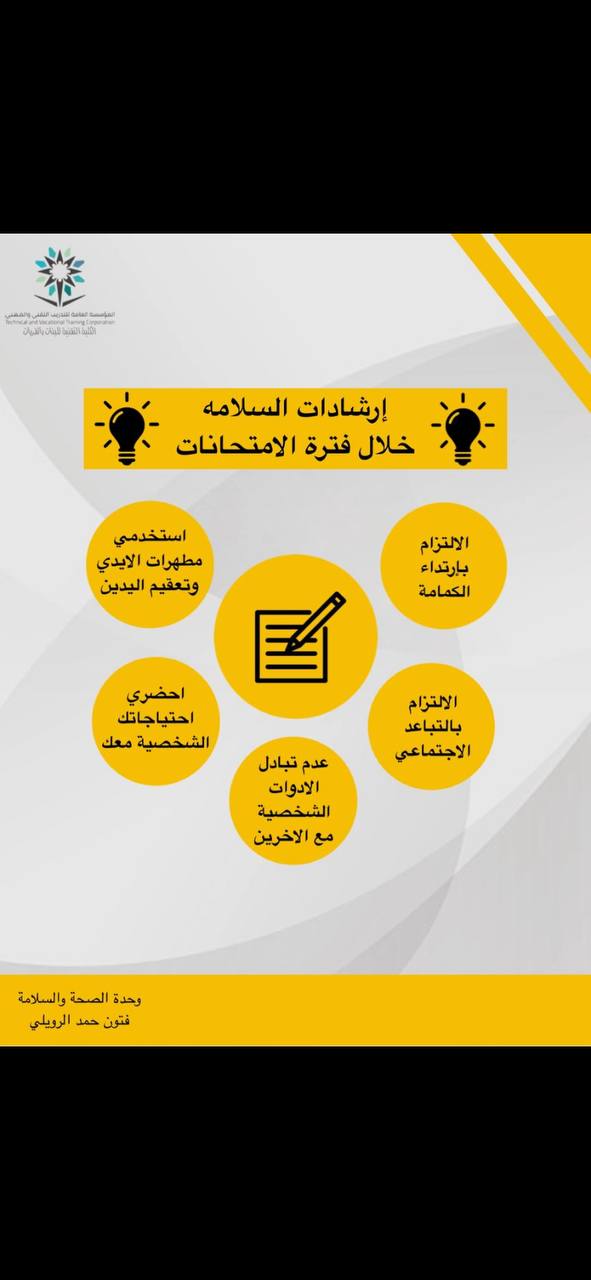 المؤسسة العامة للتدريب التقني والمهني
Technical and Vocational Training Corporation
الكلية التقنية للبنات بالقريات
إرشادات السلامه
خلال فترة الامتحانات
الالتزام
بإرتداء
الكمامة
استخدمي
مطهرات الايدي
وتعقيم اليدين
الالتزام
بالتباعد
الاجتماعي
احضري
احتياجاتك
الشخصية معك
عدم تبادل
الادوات
الشخصية
مع الاخرين
وحدة الصحة والسلامة
فتون حمد الرويلي